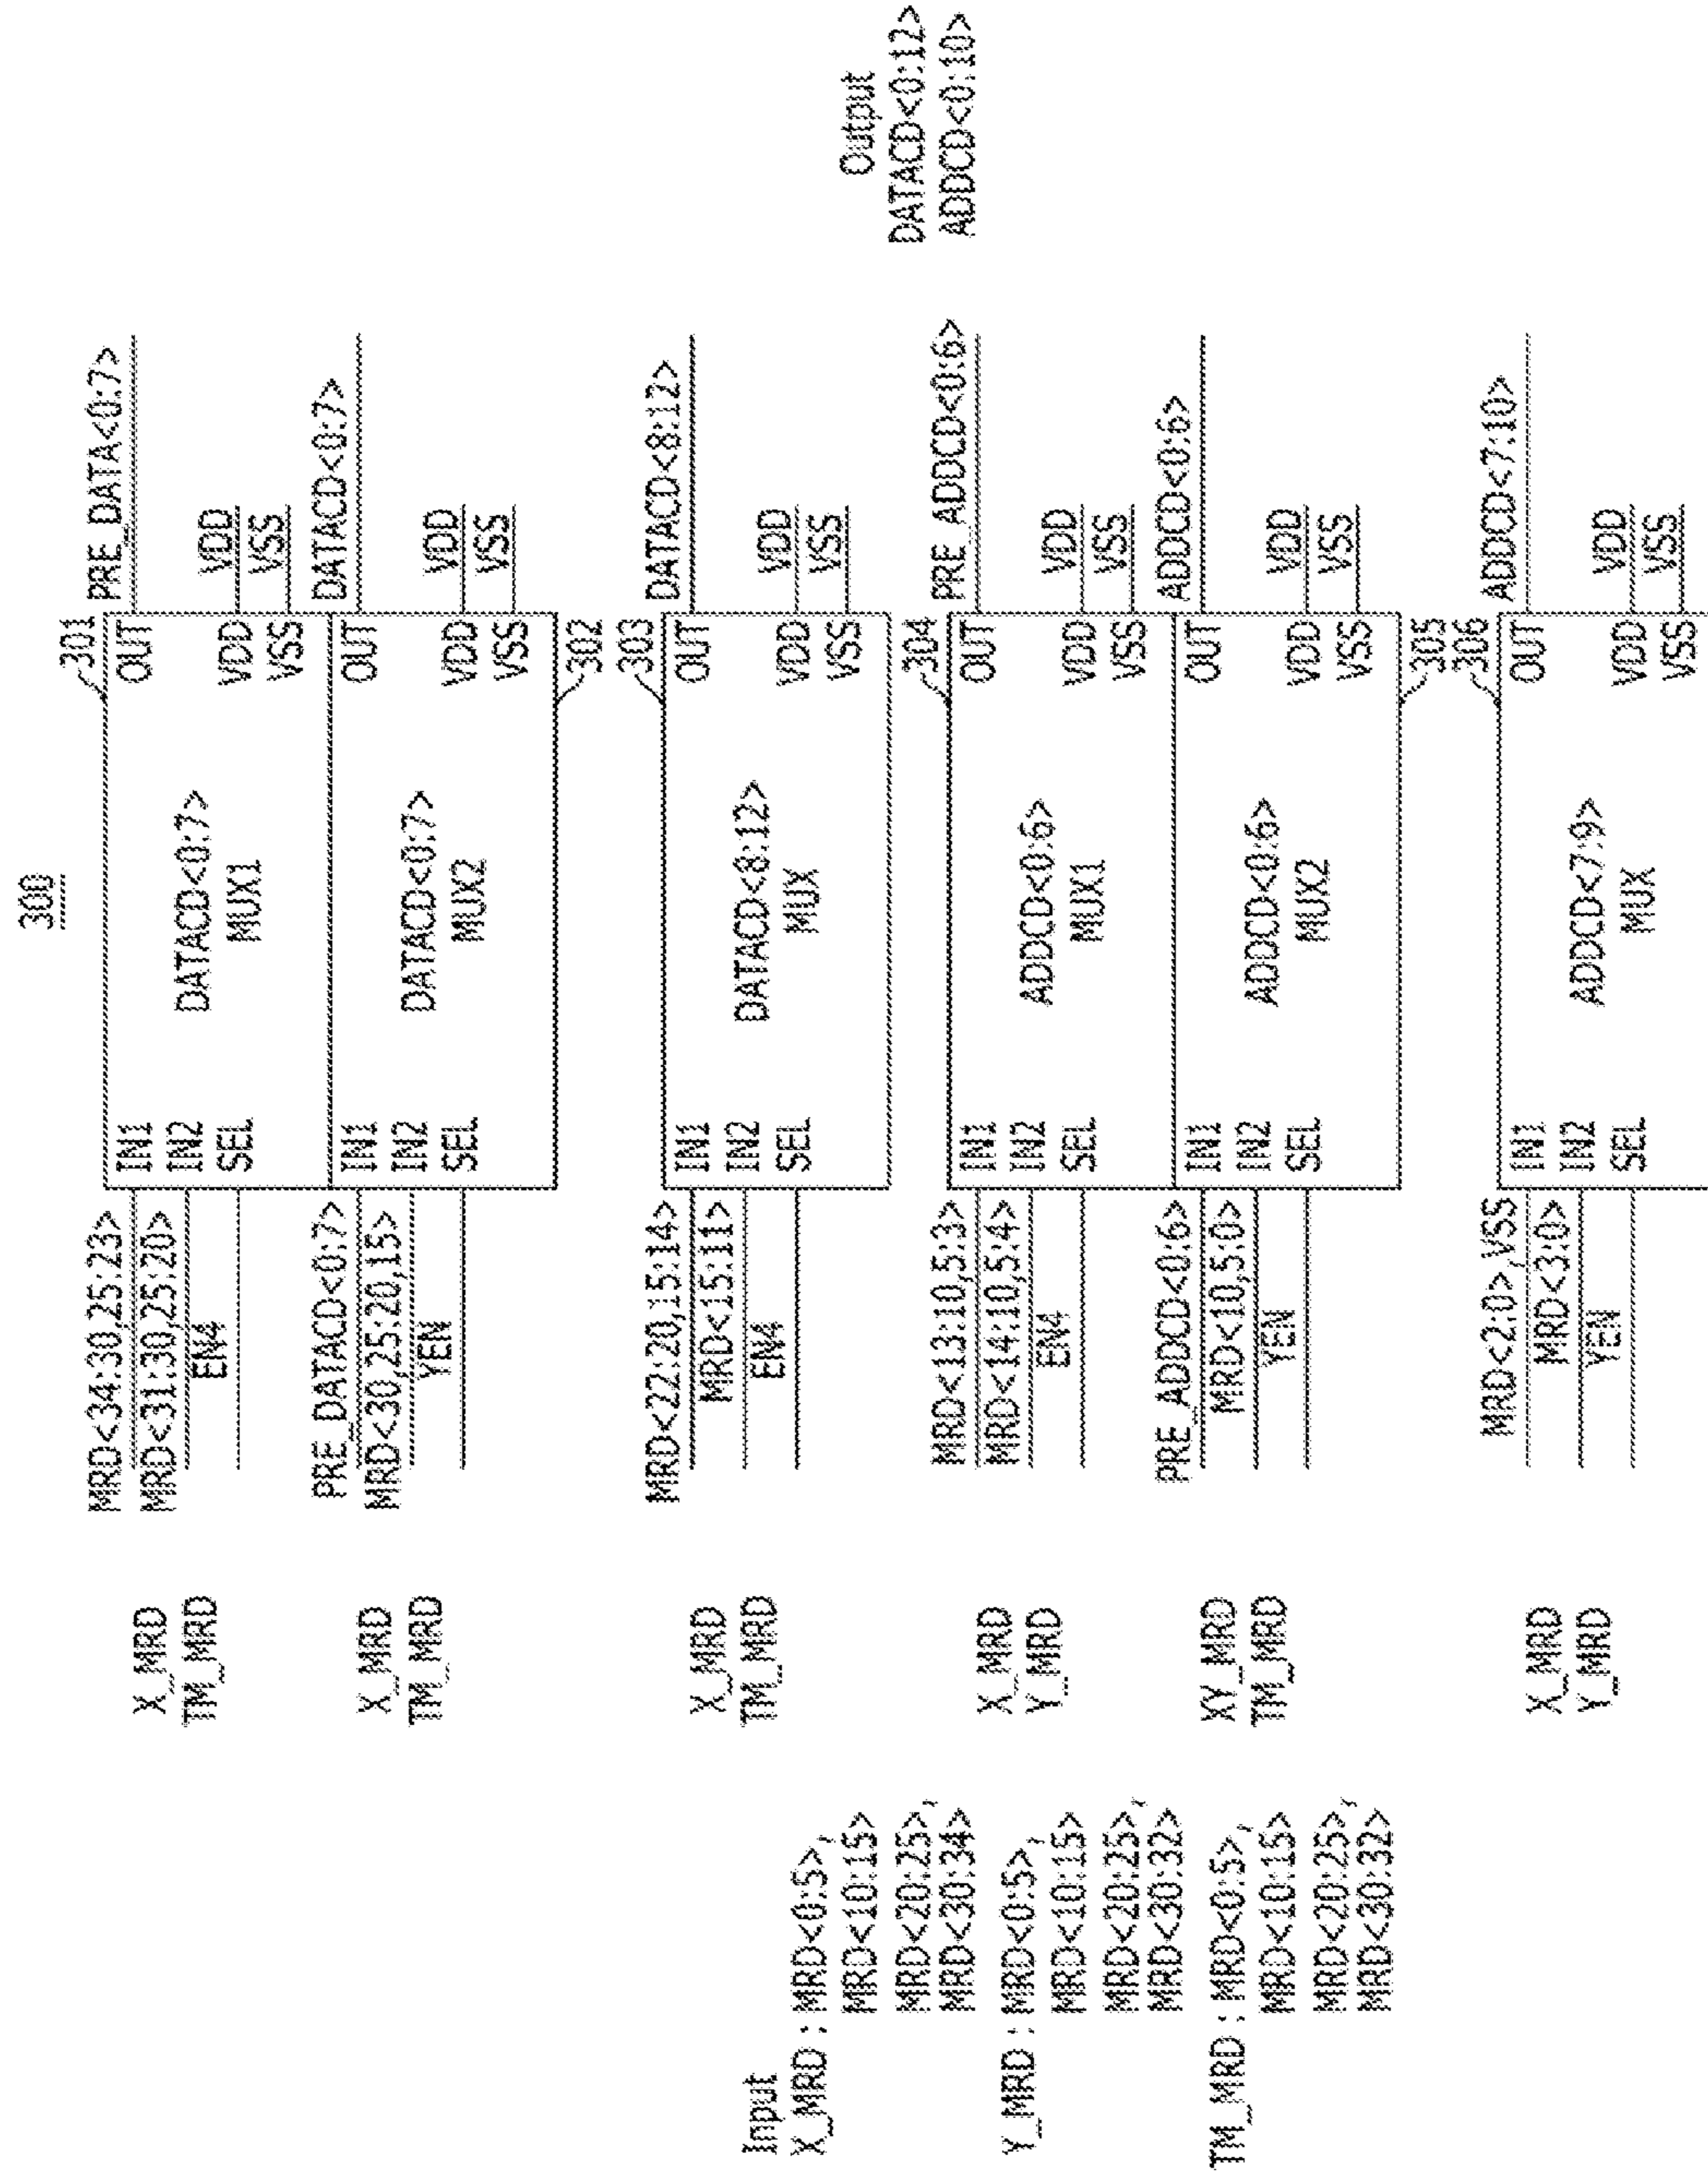 300
Input
X_MRD : MRD<0:5>,
MRD<10:15>
MRD<20:25>,
MRD<30:34>
Y_MRD : MRD<0:5>,
MRD<10:15>
MRD<20:25>,
MRD<30:32>
TM_MRD : MRD<0:5>,
MRD<10:15>
MRD<20:25>,
MRD<30:32>
X_MRD
TM_MRD
MRD<34:30,25:23>
MRD<31:30,25:20>
EN4
IN1
IN2
SEL
DATACD<0:7>
MUX1
301
OUT
VDD
VSS
PRE_DATA<0:7>
VDD
VSS
X_MRD
TM_MRD
PRE_DATACD<0:7>
MRD<30,25:20,15>
YEN
IN1
IN2
SEL
DATACD<0:7>
MUX2
OUT
VDD
VSS
302
DATACD<0:7>
VDD
VSS
X_MRD
TM_MRD
MRD<22:20,15:14>
MRD<15:11>
EN4
IN1
IN2
SEL
DATACD<8:12>
MUX
303
OUT
VDD
VSS
DATACD<8:12>
VDD
VSS
X_MRD
Y_MRD
MRD<13:10,5:3>
MRD<14:10,5:4>
EN4
IN1
IN2
SEL
ADDCD<0:6>
MUX1
304
OUT
VDD
VSS
PRE_ADDCD<0:6>
VDD
VSS
XY_MRD
TM_MRD
PRE_ADDCD<0:6>
MRD<10,5:0>
YEN
IN1
IN2
SEL
ADDCD<0:6>
MUX2
OUT
VDD
VSS
305
ADDCD<0:6>
VDD
VSS
X_MRD
Y_MRD
MRD<2:0>,VSS
MRD<3:0>
YEN
IN1
IN2
SEL
ADDCD<7:9>
MUX
306
OUT
VDD
VSS
ADDCD<7:10>
VDD
VSS
Output
DATACD<0:12>
ADDCD<0:10>